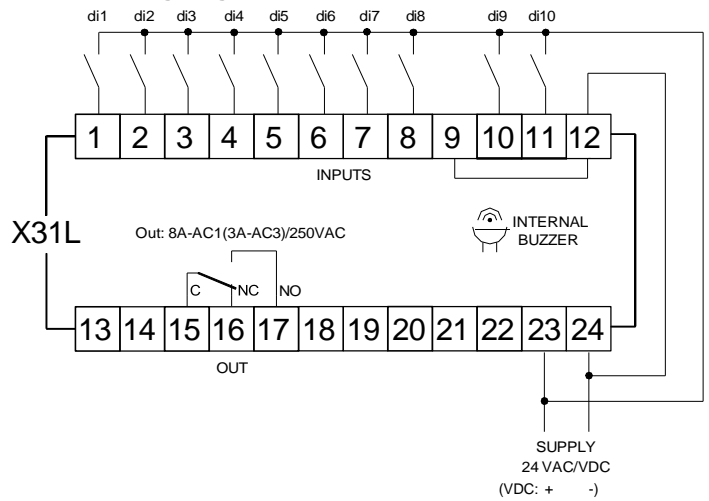 di1 di2 di3 di4 di5 di6 di7 di8 di9 di10
1 2 3 4 5 6 7 8 9 10 11 12
INPUTS
X31L
Out: 8A-AC1(3A-AC3)/250VAC
INTERNAL
BUZZER
C NC NO
13 14 15 16 17 18 19 20 21 22 23 24
OUT
SUPPLY
24 VAC/VDC
(VDC: + -)